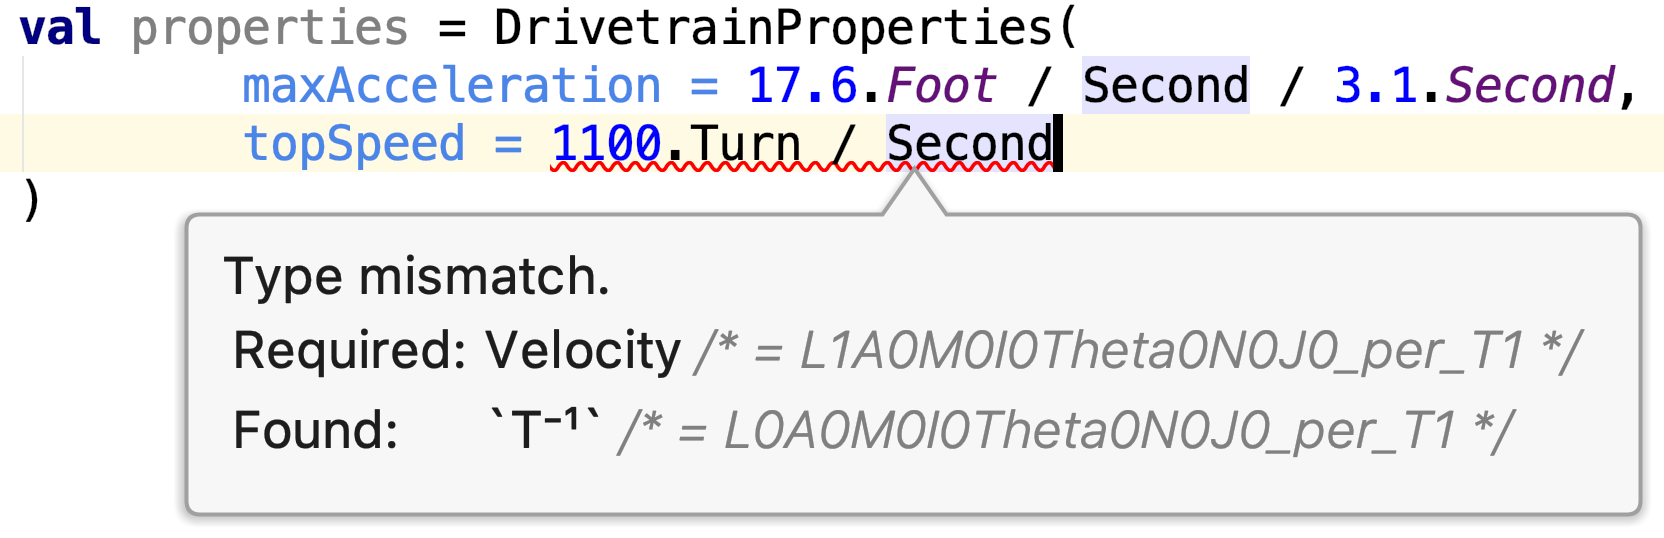 val properties = DrivetrainProperties(
maxAcceleration = 17.6.Foot / Second / 3.1.Second,
topSpeed = 1100.Turn / Second
)
Type mismatch.
Required: Velocity /* = L1A0M0I0Theta0N0J0_per_T1 */
Found: `T⁻¹` /* = L0A0M0I0Theta0N0J0_per_T1 */